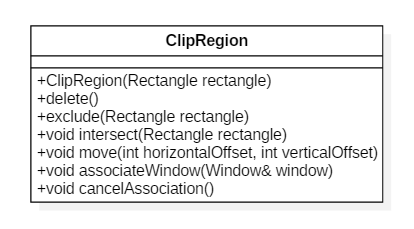 ClipRegion
+ClipRegion(Rectangle rectangle)
+delete()
+exclude(Rectangle rectangle)
+void intersect(Rectangle rectangle)
+void move(int horizontalOffset, int verticalOffset)
+void associateWindow(Window& window)
+void cancelAssociation()